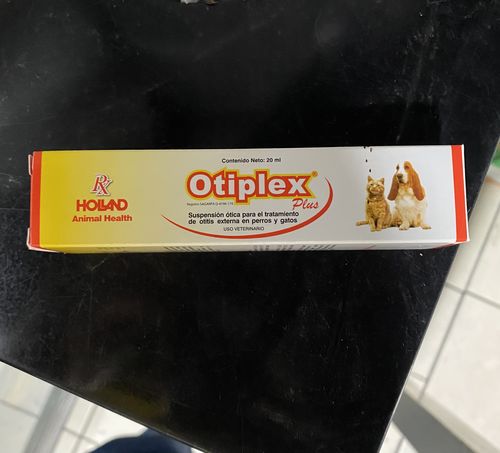 Contenido Neto: 20 ml
Rx
HOLLAND
Animal Health
Otiplex®
Plus
Suspensión ótica para el tratamiento
de otitis externa en perros y gatos
USO VETERINARIO